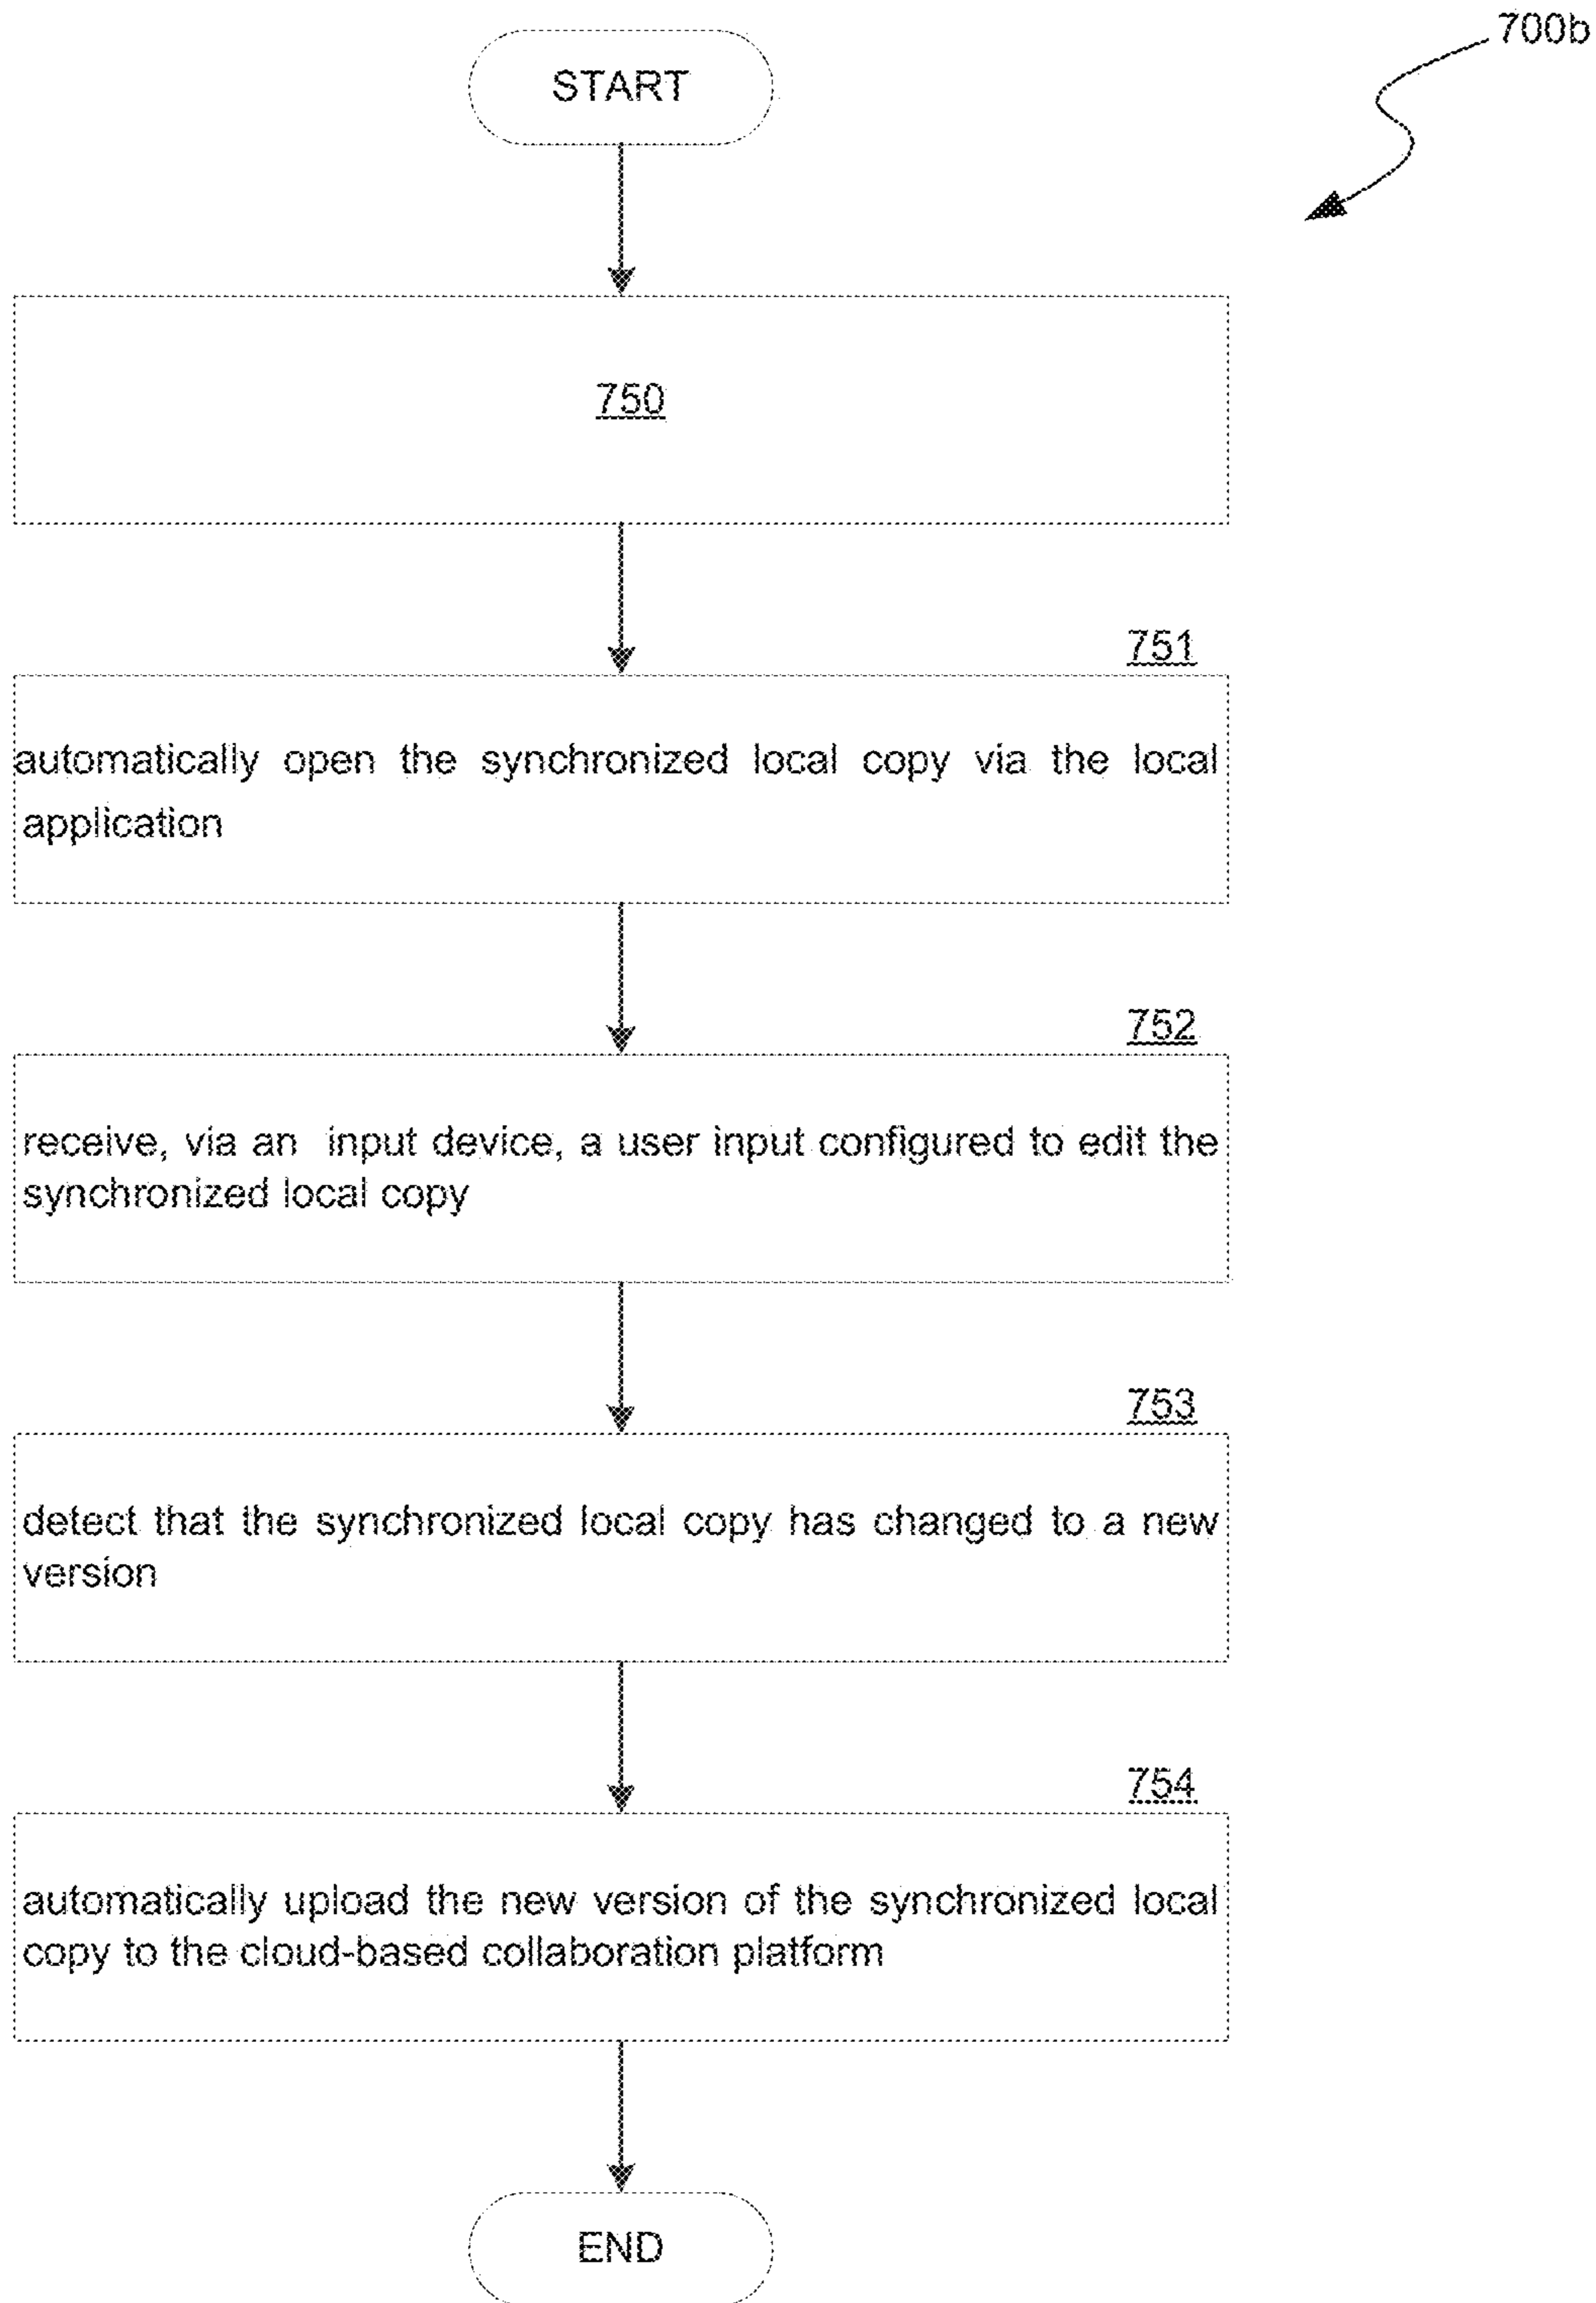 700b
START
750
751
automatically open the synchronized local copy via the local
application
752
receive, via an input device, a user input configured to edit the
synchronized local copy
753
detect that the synchronized local copy has changed to a new
version
754
automatically upload the new version of the synchronized local
copy to the cloud-based collaboration platform
END